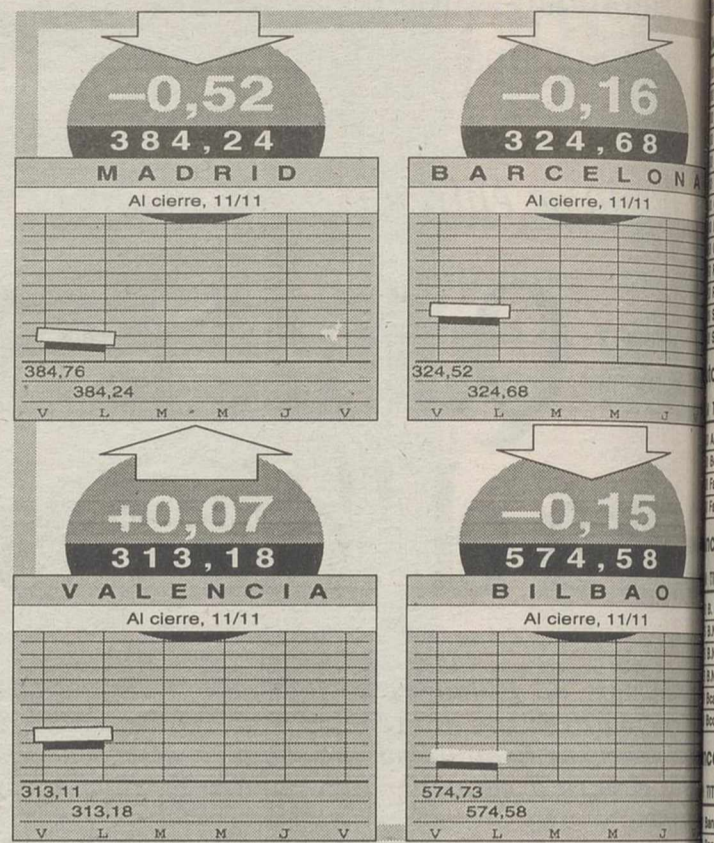 –0,52
384,24
MADRID
Al cierre, 11/11
384,76
384,24
V L M M J V
–0,16
324,68
BARCELONA
Al cierre, 11/11
324,52
324,68
V L M M J V
+0,07
313,18
VALENCIA
Al cierre, 11/11
313,11
313,18
V L M M J V
–0,15
574,58
BILBAO
Al cierre, 11/11
574,73
574,58
V L M M J